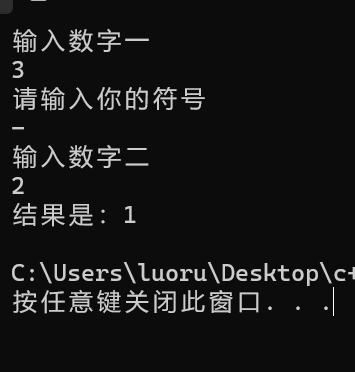 输入数字一
3
请输入你的符号
-
输入数字二
2
结果是：1
C:\Users\luoru\Desktop\c+
按任意键关闭此窗口. . .